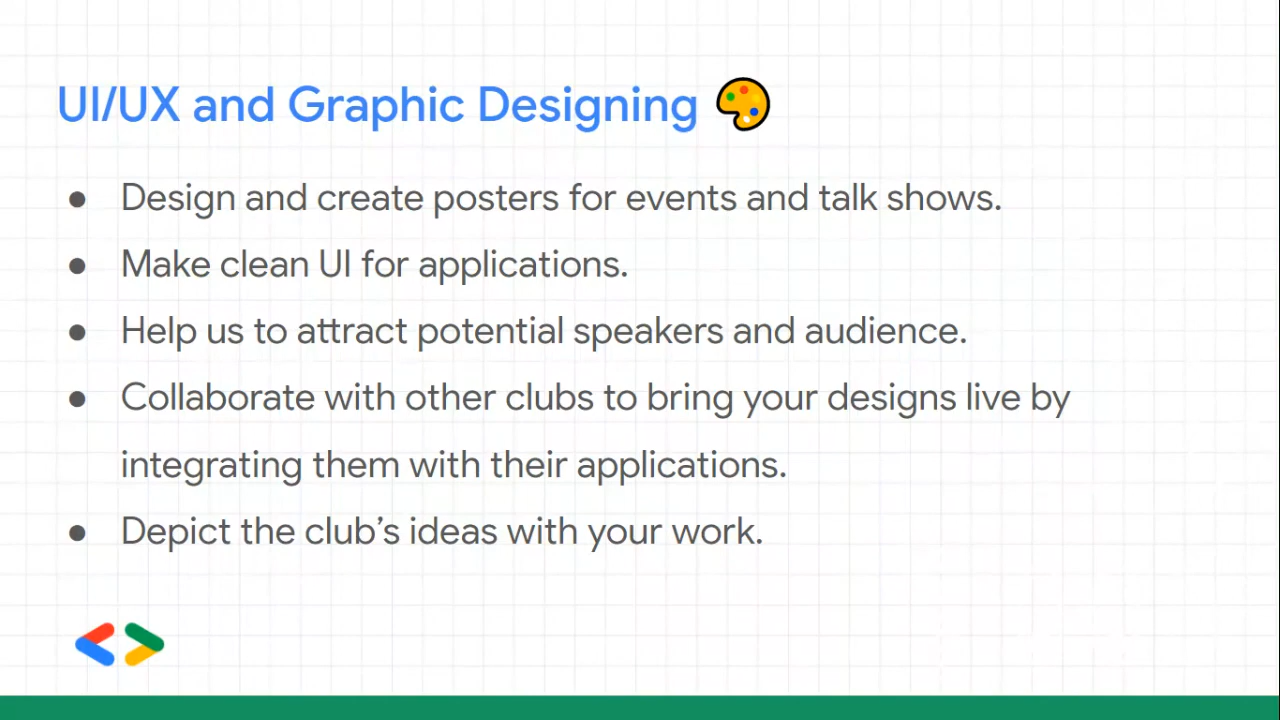 UI/UX and Graphic Designing
● Design and create posters for events and talk shows.
● Make clean UI for applications.
● Help us to attract potential speakers and audience.
● Collaborate with other clubs to bring your designs live by
integrating them with their applications.
● Depict the club’s ideas with your work.